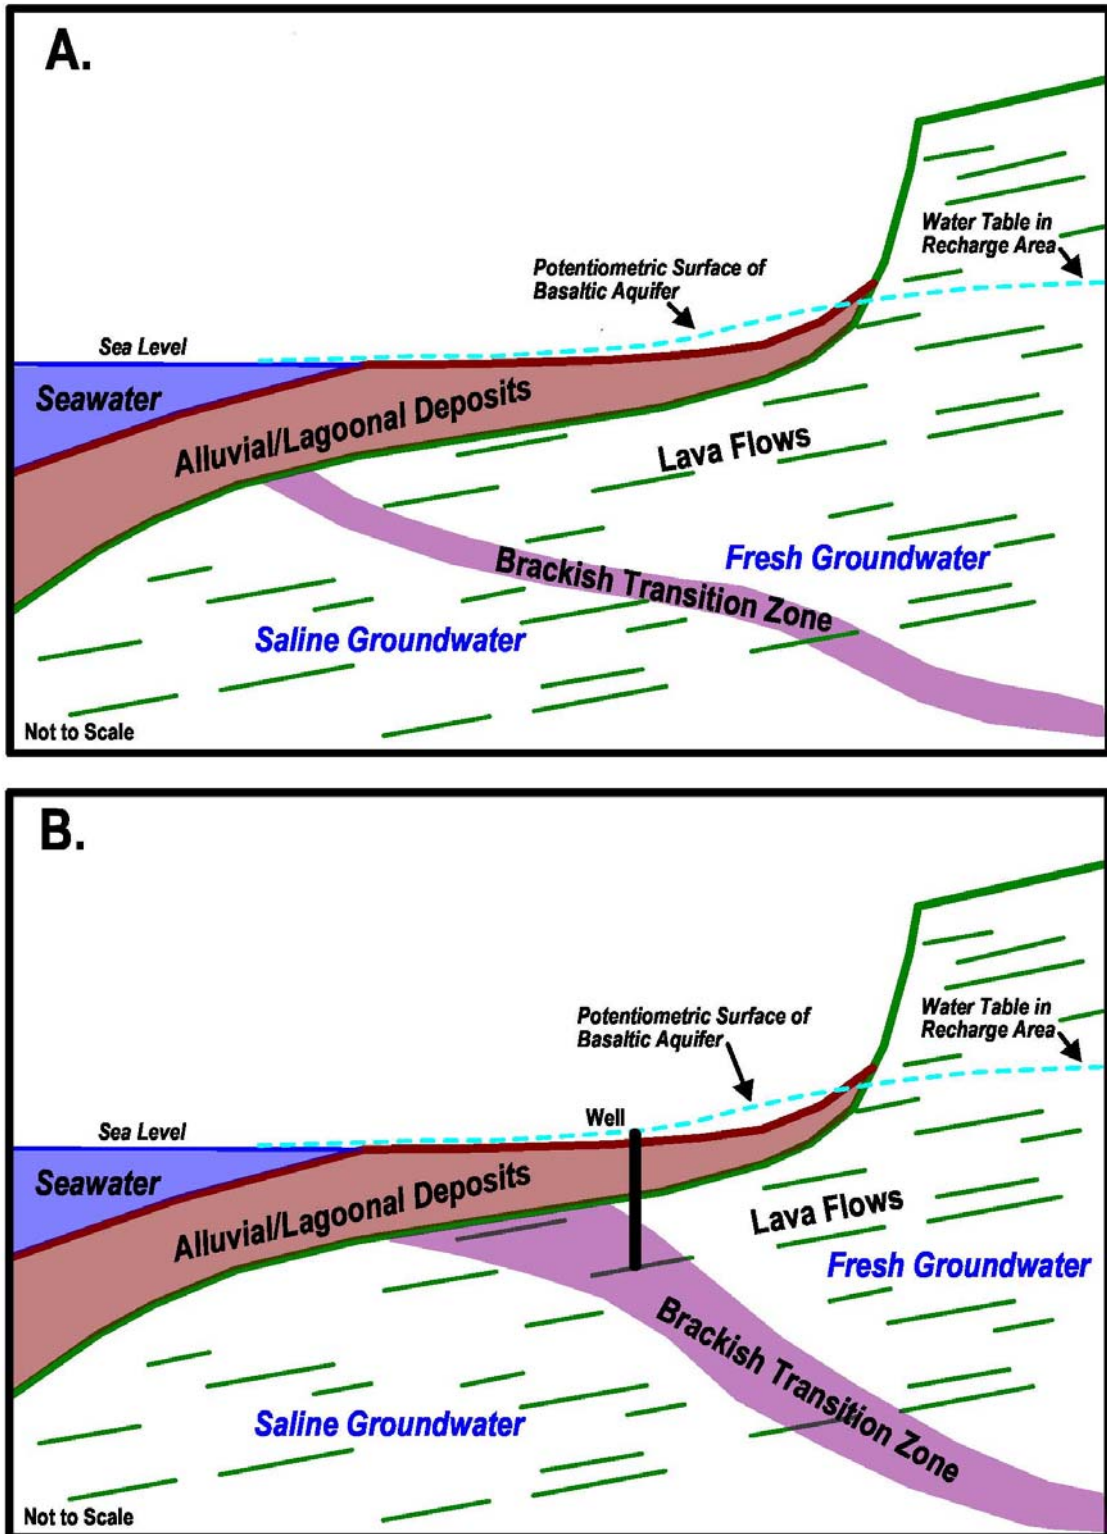 A.
Water Table in
Recharge Area
Potentiometric Surface of
Basaltic Aquifer
Sea Level
Seawater
Alluvial/Lagoonal Deposits
Lava Flows
Fresh Groundwater
Brackish Transition Zone
Saline Groundwater
Not to Scale
B.
Water Table in
Recharge Area
Potentiometric Surface of
Basaltic Aquifer
Well
Sea Level
Seawater
Alluvial/Lagoonal Deposits
Lava Flows
Fresh Groundwater
Brackish Transition Zone
Saline Groundwater
Not to Scale